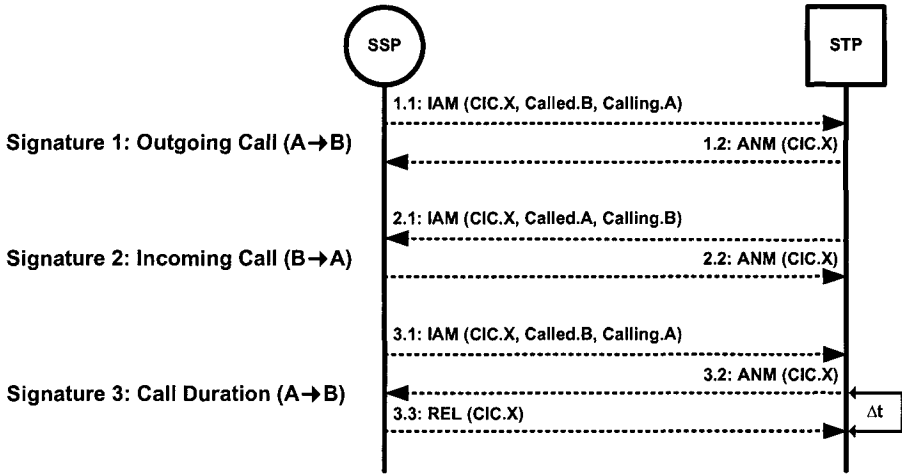 SSP
STP
1.1: IAM (CIC.X, Called.B, Calling.A)
Signature 1: Outgoing Call (A→B)
1.2: ANM (CIC.X)
2.1: IAM (CIC.X, Called.A, Calling.B)
Signature 2: Incoming Call (B→A)
2.2: ANM (CIC.X)
3.1: IAM (CIC.X, Called.B, Calling.A)
3.2: ANM (CIC.X)
Signature 3: Call Duration (A→B)
3.3: REL (CIC.X)
Δt